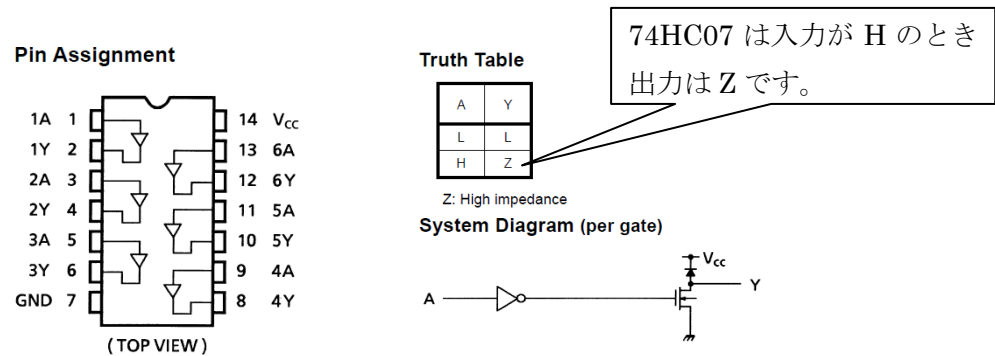 Pin Assignment
1A 1
1Y 2
2A 3
2Y 4
3A 5
3Y 6
GND 7
14 VCC
13 6A
12 6Y
11 5A
10 5Y
9 4A
8 4Y
( TOP VIEW )
Truth Table
A Y
L L
H Z
Z: High impedance
74HC07 は入力が H のとき
出力は Z です。
System Diagram (per gate)
VCC
A
Y